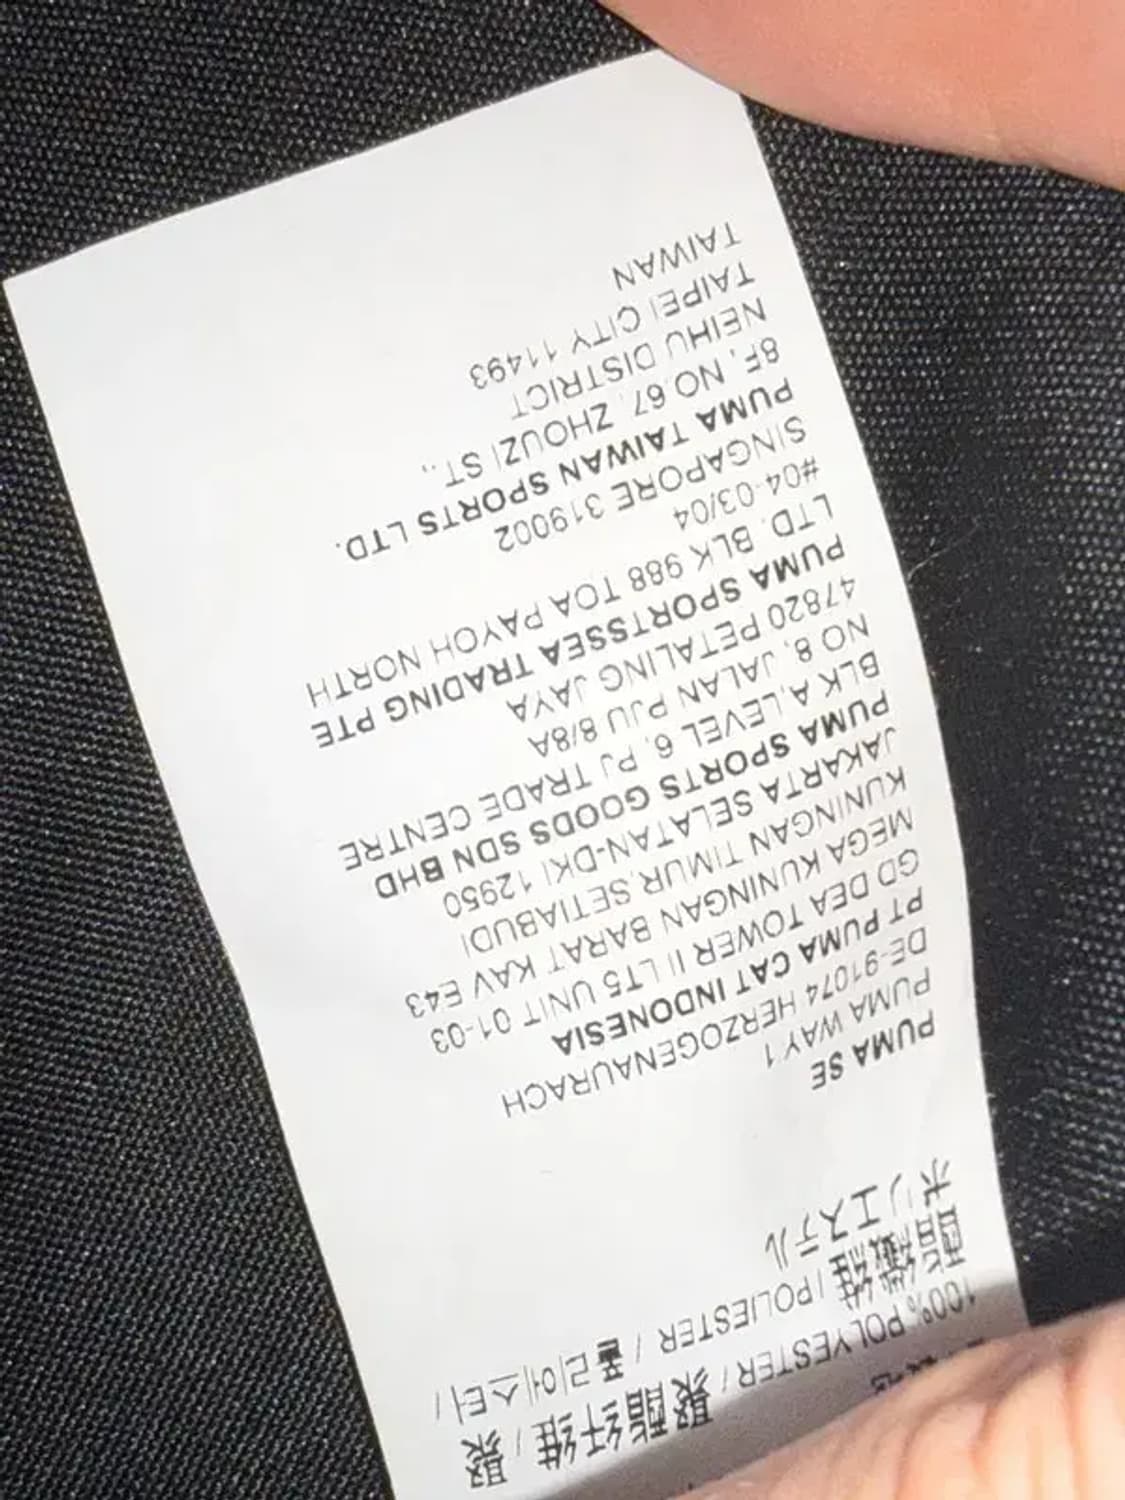 100% POLYESTER / 聚酯纤维 / 聚
酯纖維 / POLIESTER / 폴리에스터 /
ポリエステル
PUMA SE
PUMA WAY 1
DE-91074 HERZOGENAURACH
PT PUMA CAT INDONESIA
GD DEA TOWER II LT5 UNIT 01-03
MEGA KUNINGAN BARAT KAV E43
KUNINGAN TIMUR,SETIABUDI
JAKARTA SELATAN-DKI 12950
PUMA SPORTS GOODS SDN BHD
BLK A,LEVEL 6, PJ TRADE CENTRE
NO 8, JALAN PJU 8/8A
47820 PETALING JAYA
PUMA SPORTSSEA TRADING PTE
LTD. BLK 988 TOA PAYOH NORTH
#04-03/04
SINGAPORE 319002
PUMA TAIWAN SPORTS LTD.
8F., NO.67, ZHOUZI ST.,
NEIHU DISTRICT
TAIPEI CITY 11493
TAIWAN